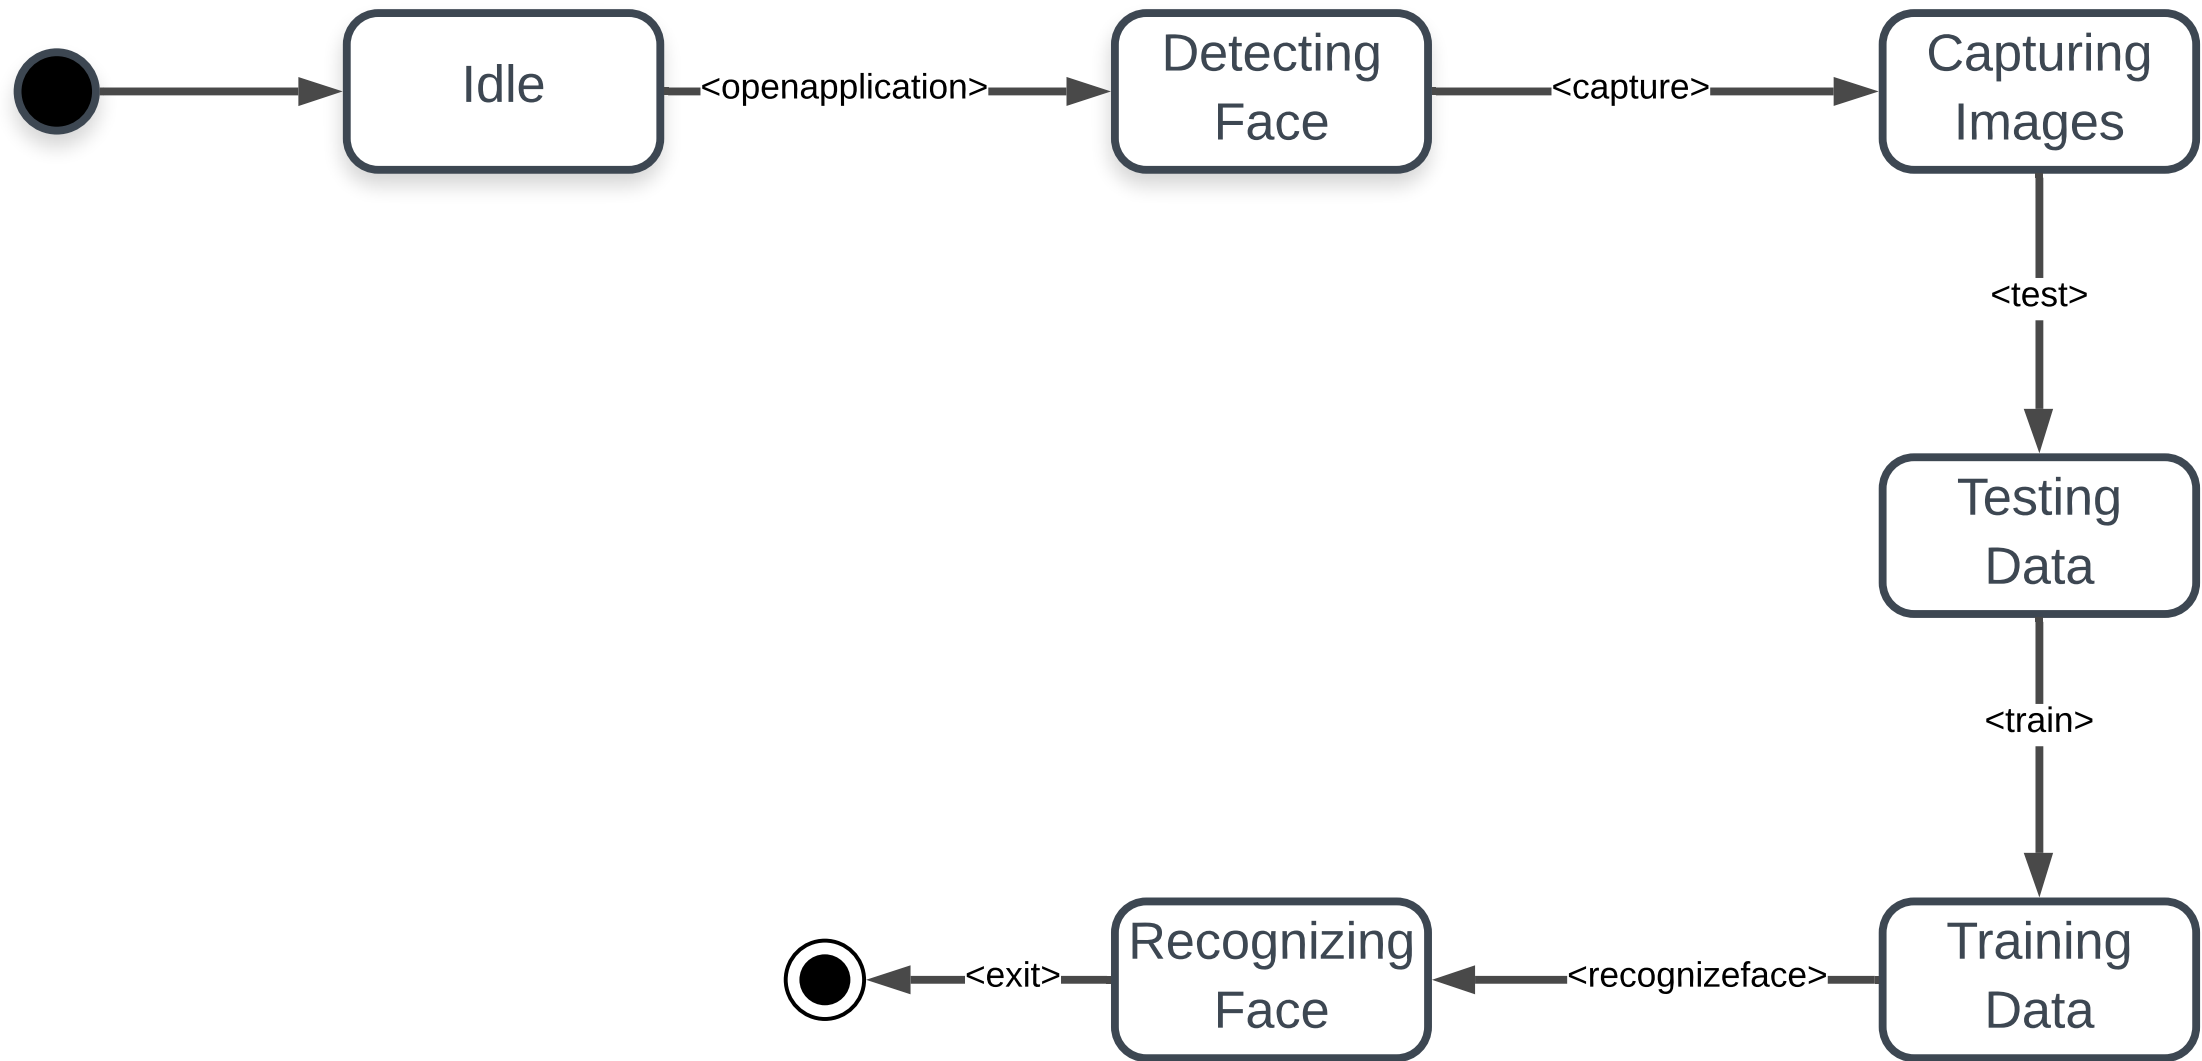 Idle
<openapplication>
Detecting
Face
<capture>
Capturing
Images
<test>
Testing
Data
<train>
Training
Data
<recognizeface>
Recognizing
Face
<exit>